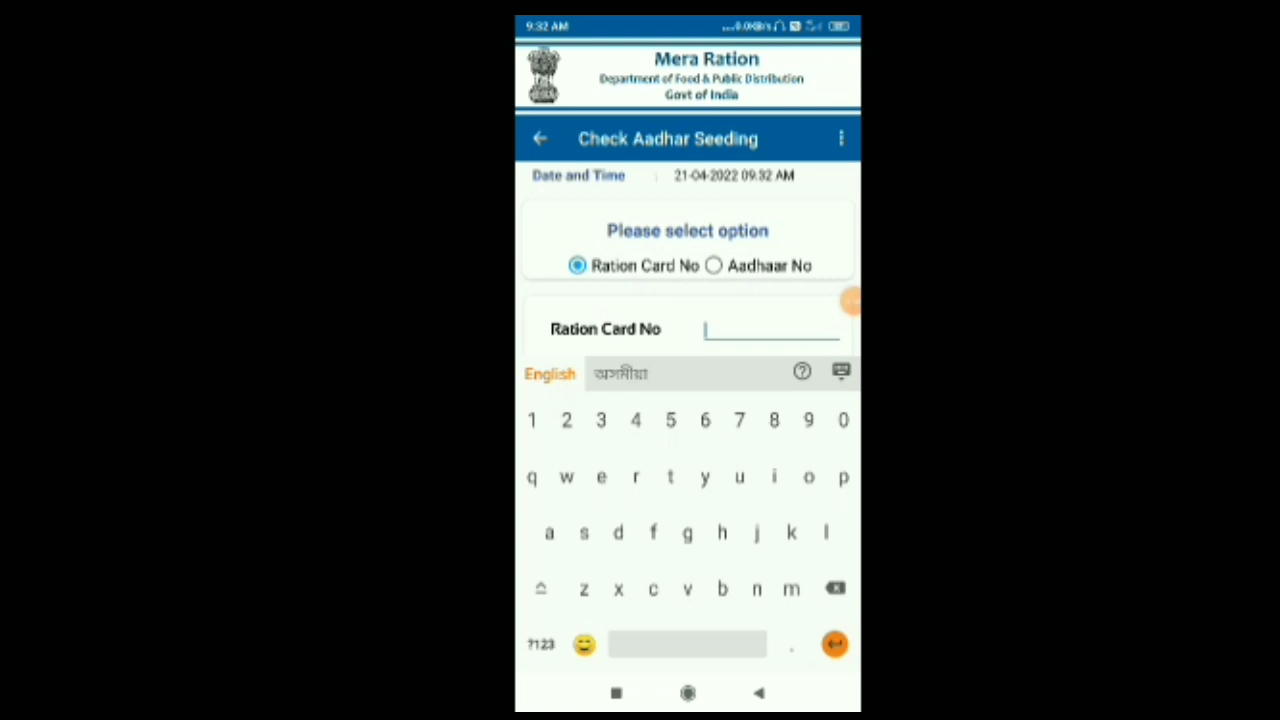 9:32 AM
Mera Ration
Department of Food & Public Distribution
Govt of India
Check Aadhar Seeding
Date and Time : 21-04-2022 09:32 AM
Please select option
Ration Card No Aadhaar No
Ration Card No
English অসমীয়া
1 2 3 4 5 6 7 8 9 0
q w e r t y u i o p
a s d f g h j k l
z x c v b n m
?123 .